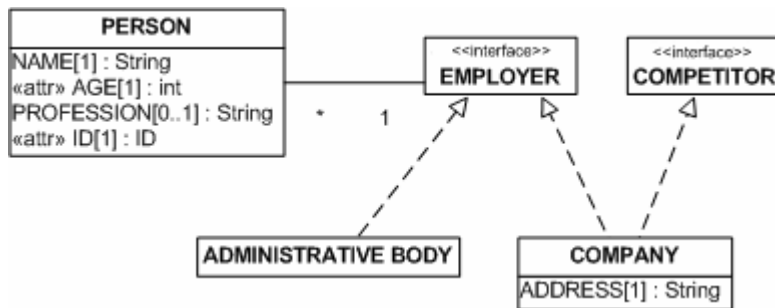 PERSON
NAME[1] : String
«attr» AGE[1] : int
PROFESSION[0..1] : String
«attr» ID[1] : ID
* 1
<<interface>>
EMPLOYER
<<interface>>
COMPETITOR
ADMINISTRATIVE BODY
COMPANY
ADDRESS[1] : String